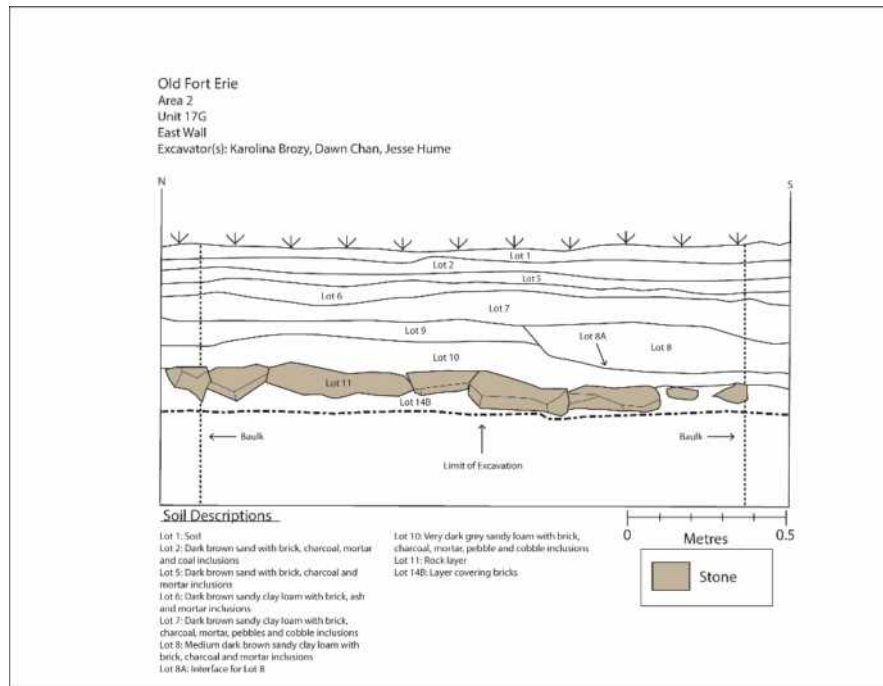 Old Fort Erie
Area 2
Unit 17G
East Wall
Excavator(s): Karolina Brozy, Dawn Chan, Jesse Hume
N
S
Lot 1
Lot 2
Lot 5
Lot 6
Lot 7
Lot 9
Lot 8A
Lot 8
Lot 10
Lot 11
Lot 14B
Baulk
Baulk
Limit of Excavation
Soil Descriptions
Lot 1: Soil
Lot 2: Dark brown sand with brick, charcoal, mortar
and coal inclusions
Lot 5: Dark brown sand with brick, charcoal and
mortar inclusions
Lot 6: Dark brown sandy clay loam with brick, ash
and mortar inclusions
Lot 7: Dark brown sandy clay loam with brick,
charcoal, mortar, pebbles and cobble inclusions
Lot 8: Medium dark brown sandy clay loam with
brick, charcoal and mortar inclusions
Lot 8A: Interface for Lot 8
Lot 10: Very dark grey sandy loam with brick,
charcoal, mortar, pebble and cobble inclusions
Lot 11: Rock layer
Lot 14B: Layer covering bricks
0 Metres 0.5
Stone